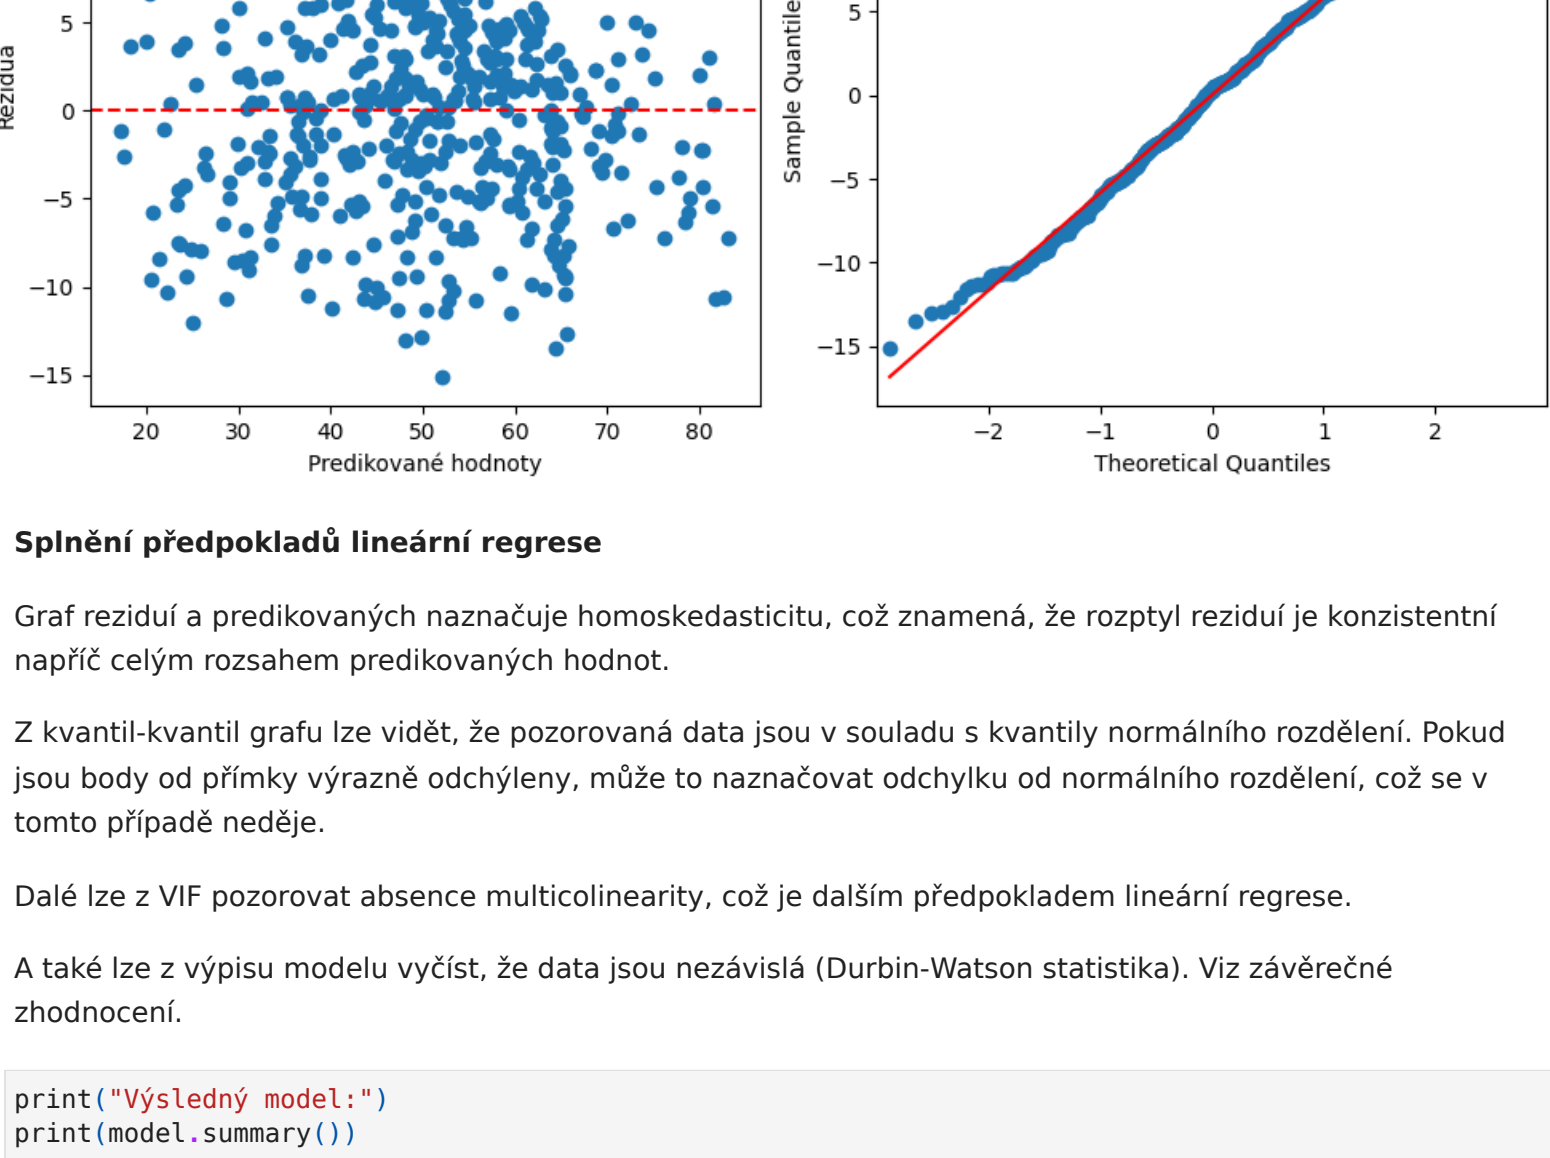 5
0
−5
−10
−15
Rezidua
20 30 40 50 60 70 80
Predikované hodnoty
5
0
−5
−10
−15
Sample Quantile
−2 −1 0 1 2
Theoretical Quantiles
Splnění předpokladů lineární regrese
Graf reziduí a predikovaných naznačuje homoskedasticitu, což znamená, že rozptyl reziduí je konzistentní
napříč celým rozsahem predikovaných hodnot.
Z kvantil-kvantil grafu lze vidět, že pozorovaná data jsou v souladu s kvantily normálního rozdělení. Pokud
jsou body od přímky výrazně odchýleny, může to naznačovat odchylku od normálního rozdělení, což se v
tomto případě neděje.
Dalé lze z VIF pozorovat absence multicolinearity, což je dalším předpokladem lineární regrese.
A také lze z výpisu modelu vyčíst, že data jsou nezávislá (Durbin-Watson statistika). Viz závěrečné
zhodnocení.
print("Výsledný model:")
print(model.summary())